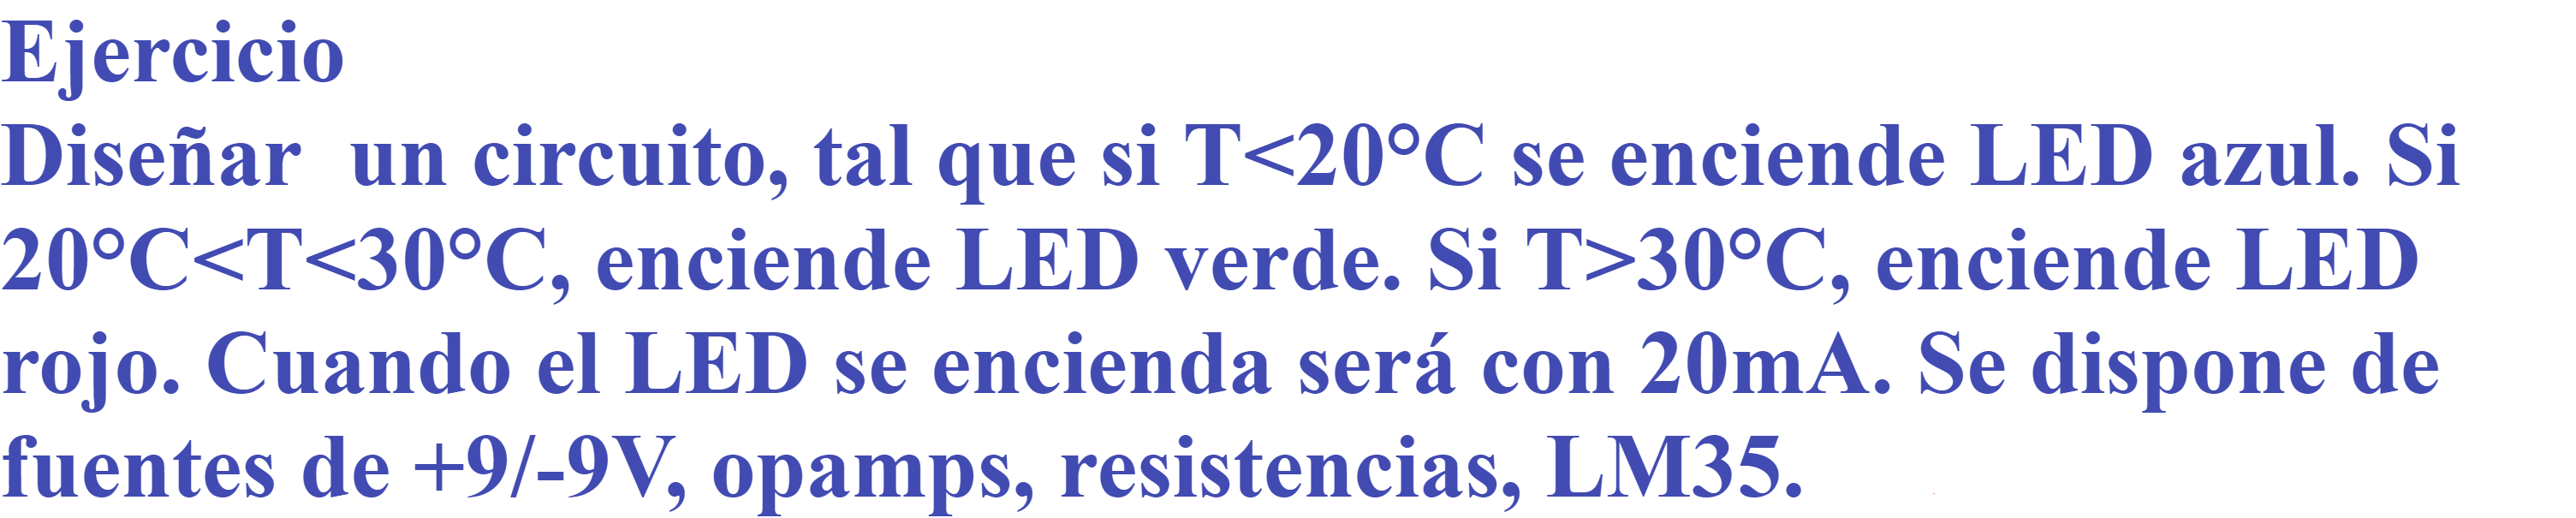 Ejercicio
Diseñar  un circuito, tal que si T<20°C se enciende LED azul. Si
20°C<T<30°C, enciende LED verde. Si T>30°C, enciende LED
rojo. Cuando el LED se encienda será con 20mA. Se dispone de
fuentes de +9/-9V, opamps, resistencias, LM35.